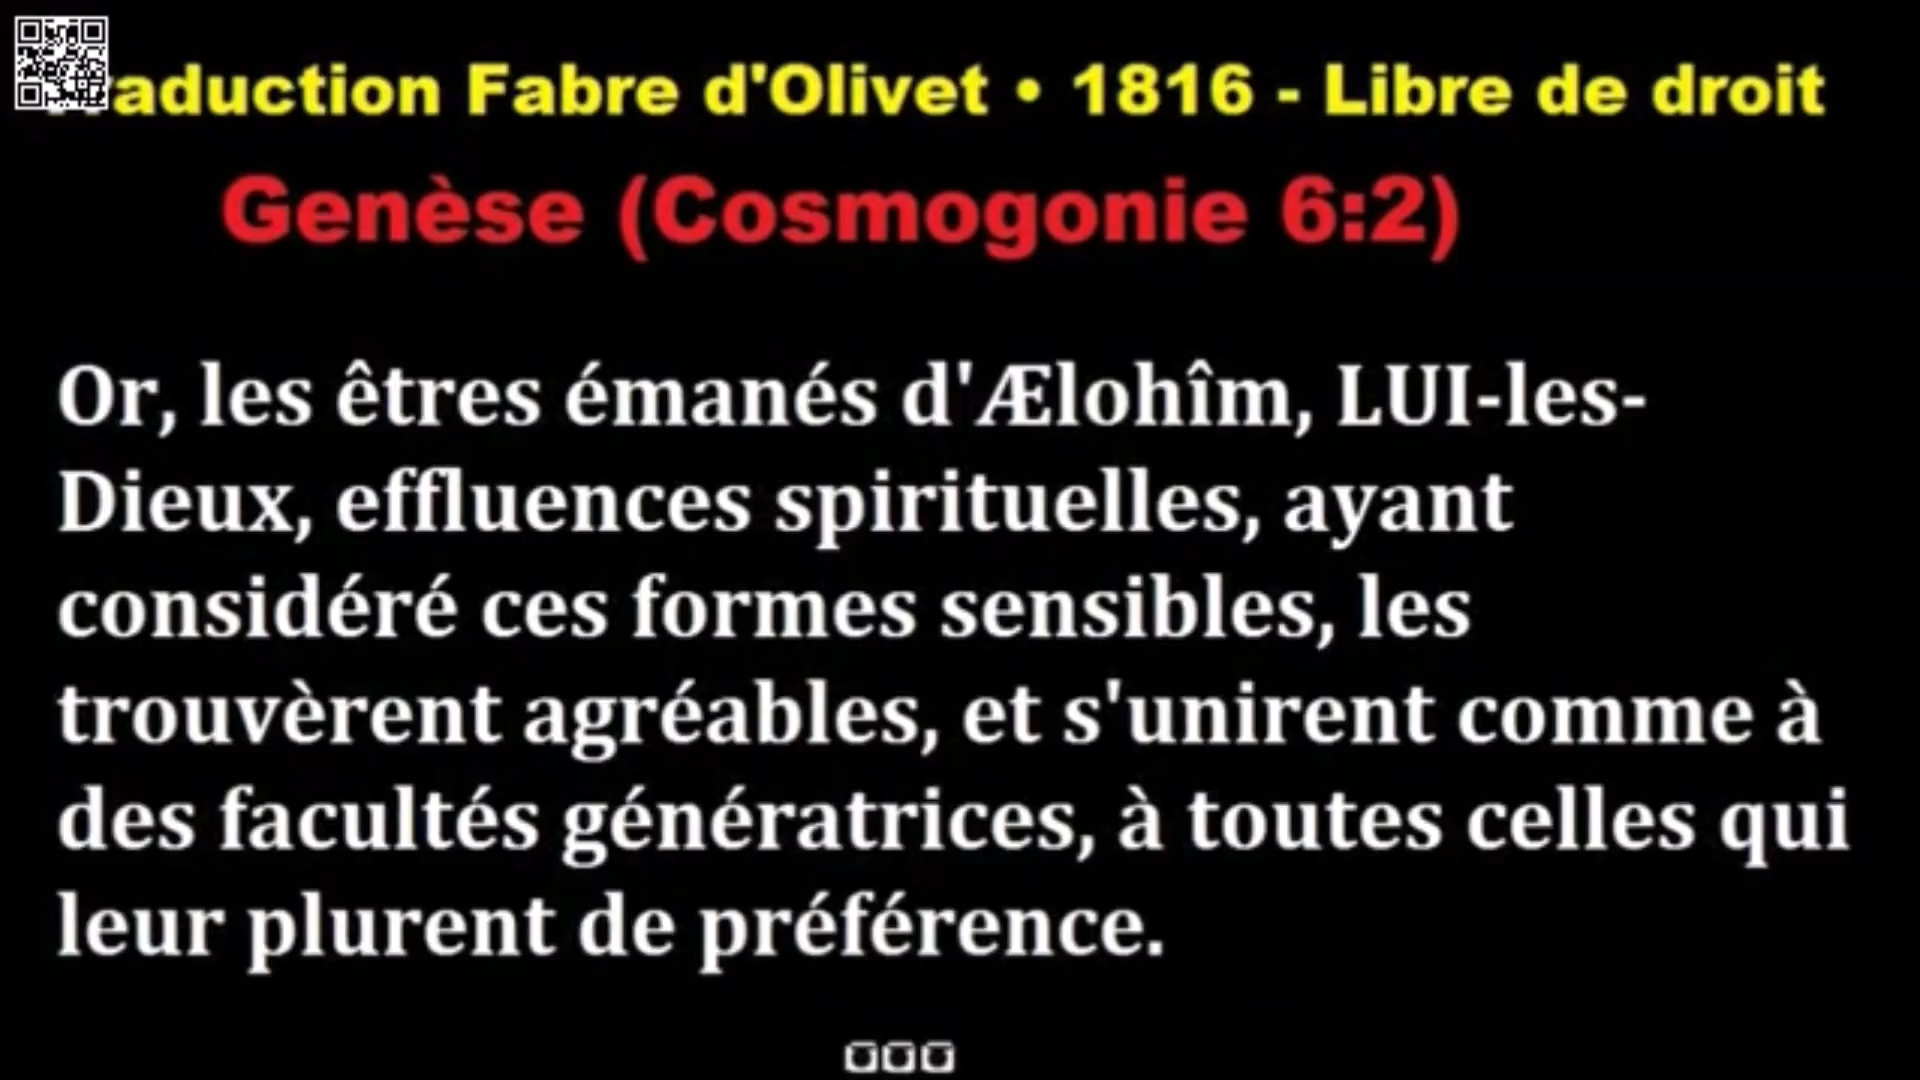 raduction Fabre d'Olivet • 1816 - Libre de droit
Genèse (Cosmogonie 6:2)
Or, les êtres émanés d'Ælohîm, LUI-les-
Dieux, effluences spirituelles, ayant
considéré ces formes sensibles, les
trouvèrent agréables, et s'unirent comme à
des facultés génératrices, à toutes celles qui
leur plurent de préférence.